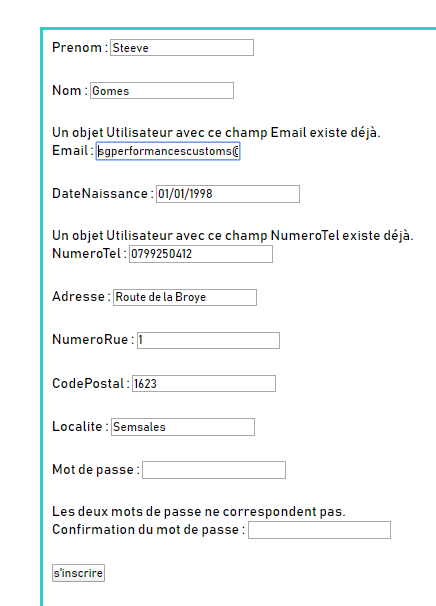 Prenom : Steeve
Nom : Gomes
Un objet Utilisateur avec ce champ Email existe déjà.
Email : sgperformancescustoms@
DateNaissance : 01/01/1998
Un objet Utilisateur avec ce champ NumeroTel existe déjà.
NumeroTel : 0799250412
Adresse : Route de la Broye
NumeroRue : 1
CodePostal : 1623
Localite : Semsales
Mot de passe :
Les deux mots de passe ne correspondent pas.
Confirmation du mot de passe :
s'inscrire